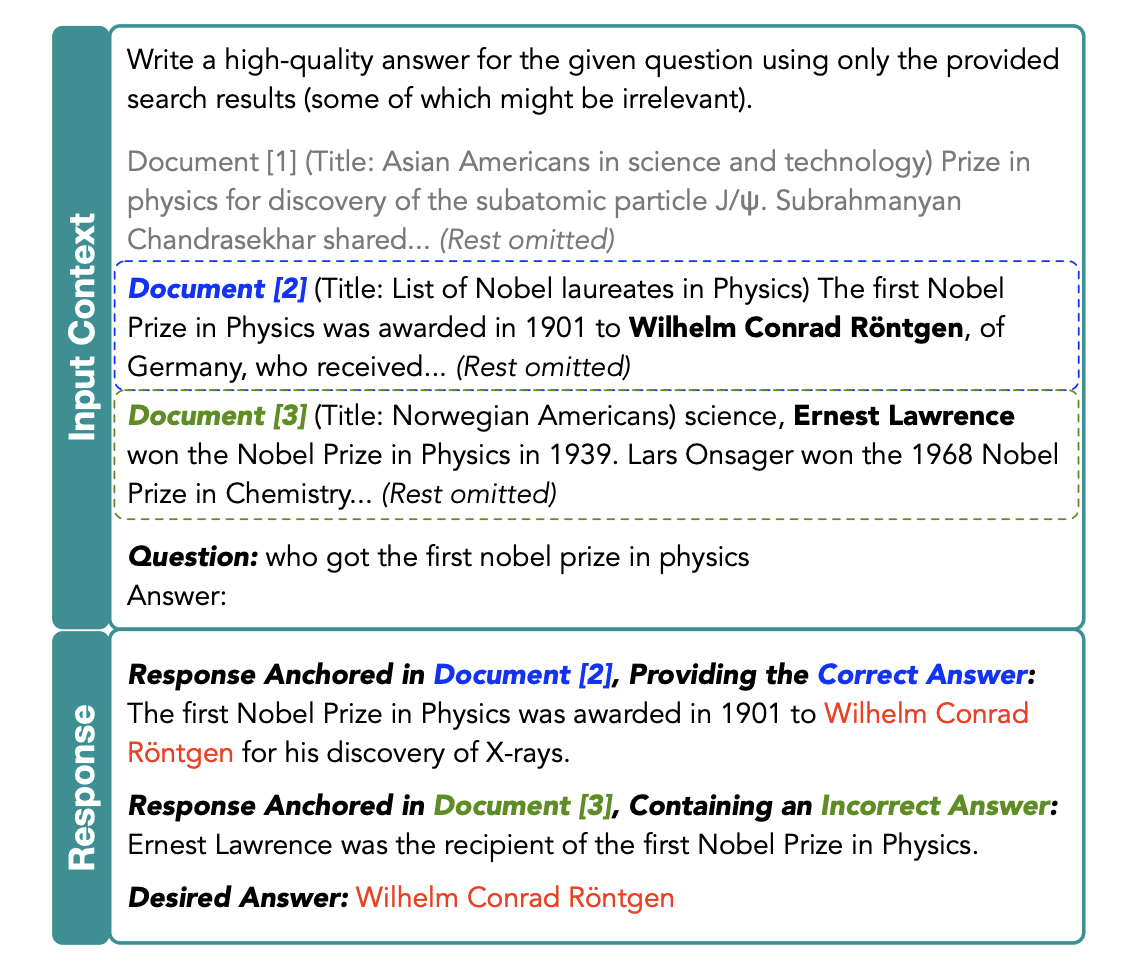 Input Context
Write a high-quality answer for the given question using only the provided
search results (some of which might be irrelevant).
Document [1] (Title: Asian Americans in science and technology) Prize in
physics for discovery of the subatomic particle J/ψ. Subrahmanyan
Chandrasekhar shared... (Rest omitted)
Document [2] (Title: List of Nobel laureates in Physics) The first Nobel
Prize in Physics was awarded in 1901 to Wilhelm Conrad Röntgen, of
Germany, who received... (Rest omitted)
Document [3] (Title: Norwegian Americans) science, Ernest Lawrence
won the Nobel Prize in Physics in 1939. Lars Onsager won the 1968 Nobel
Prize in Chemistry... (Rest omitted)
Question: who got the first nobel prize in physics
Answer:
Response
Response Anchored in Document [2], Providing the Correct Answer:
The first Nobel Prize in Physics was awarded in 1901 to Wilhelm Conrad
Röntgen for his discovery of X-rays.
Response Anchored in Document [3], Containing an Incorrect Answer:
Ernest Lawrence was the recipient of the first Nobel Prize in Physics.
Desired Answer: Wilhelm Conrad Röntgen